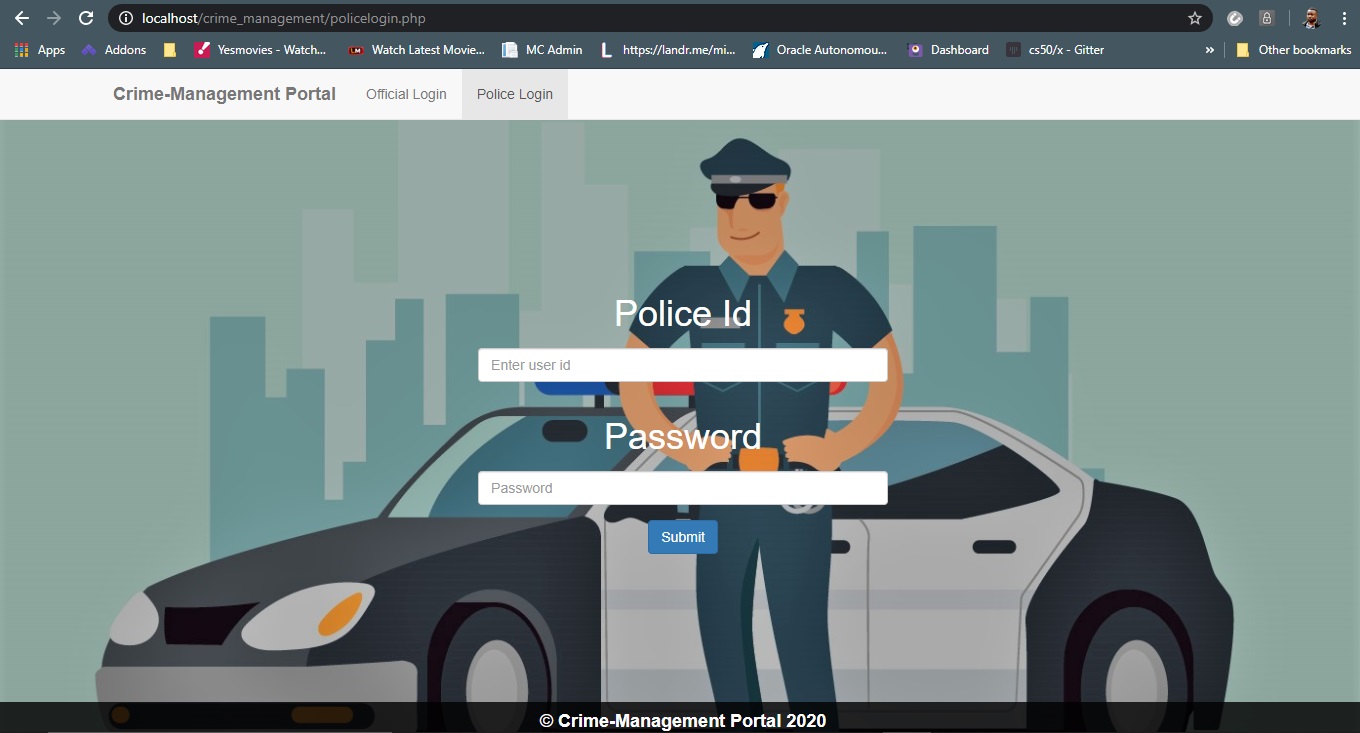 localhost/crime_management/policelogin.php
Apps Addons Yesmovies - Watch... Watch Latest Movie... MC Admin https://landr.me/mi... Oracle Autonomou... Dashboard cs50/x - Gitter » Other bookmarks
Crime-Management Portal Official Login Police Login
Police Id
Enter user id
Password
Password
Submit
© Crime-Management Portal 2020